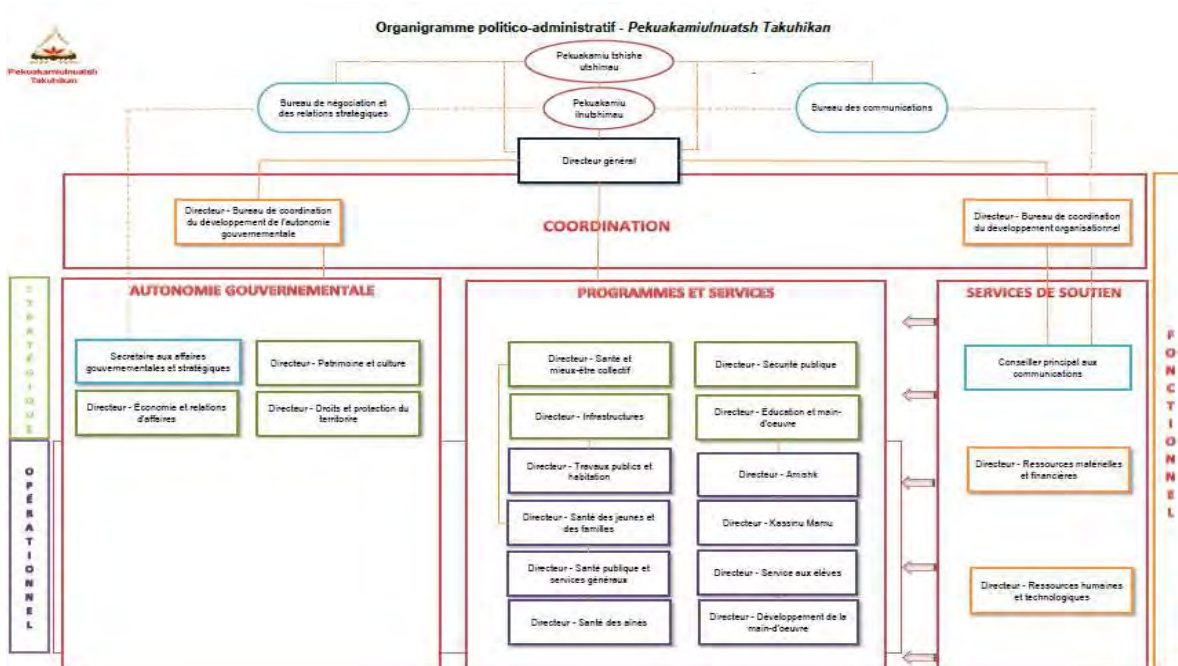 Organigramme politico-administratif - Pekuakamiulnuatsh Takuhikan
Pekuakamiulnuatsh
Takuhikan
Pekuakamiu tshishe
utshimau
Bureau de négociation et
des relations stratégiques
Pekuakamiu
ilnutshimau
Bureau des communications
Directeur général
Directeur - Bureau de coordination
du développement de l'autonomie
gouvernementale
COORDINATION
Directeur - Bureau de coordination
du développement organisationnel
STRATÉGIQUE
OPÉRATIONNEL
AUTONOMIE GOUVERNEMENTALE
Secrétaire aux affaires
gouvernementales et stratégiques
Directeur - Patrimoine et culture
Directeur - Économie et relations
d'affaires
Directeur - Droits et protection du
territoire
PROGRAMMES ET SERVICES
Directeur - Santé et
mieux-être collectif
Directeur - Sécurité publique
Directeur - Infrastructures
Directeur - Education et main-
d'oeuvre
Directeur - Travaux publics et
habitation
Directeur - Amishk
Directeur - Santé des jeunes et
des familles
Directeur - Kassinu Mamu
Directeur - Santé publique et
services généraux
Directeur - Service aux élèves
Directeur - Santé des ainés
Directeur - Développement de la
main-d'oeuvre
SERVICES DE SOUTIEN
Conseiller principal aux
communications
Directeur - Ressources matérielles
et financières
Directeur - Ressources humaines
et technologiques
FONCTIONNEL